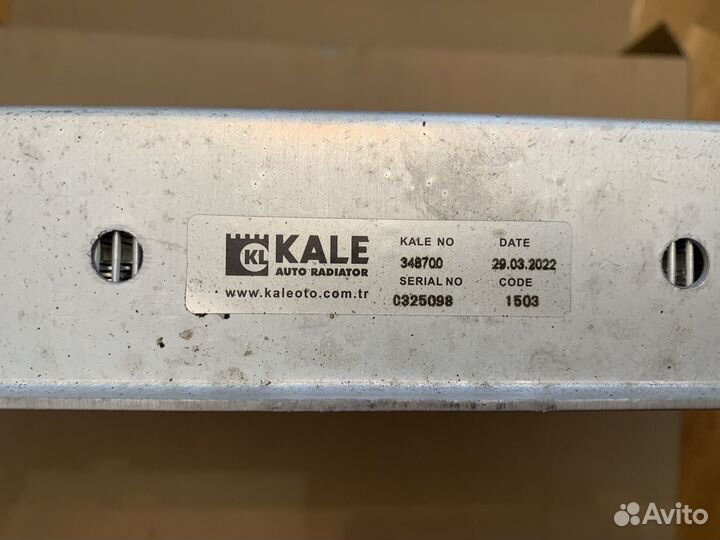 KL KALE
AUTO RADIATOR
www.kaleoto.com.tr
KALE NO DATE
348700 29.03.2022
SERIAL NO CODE
0325098 1503
Avito